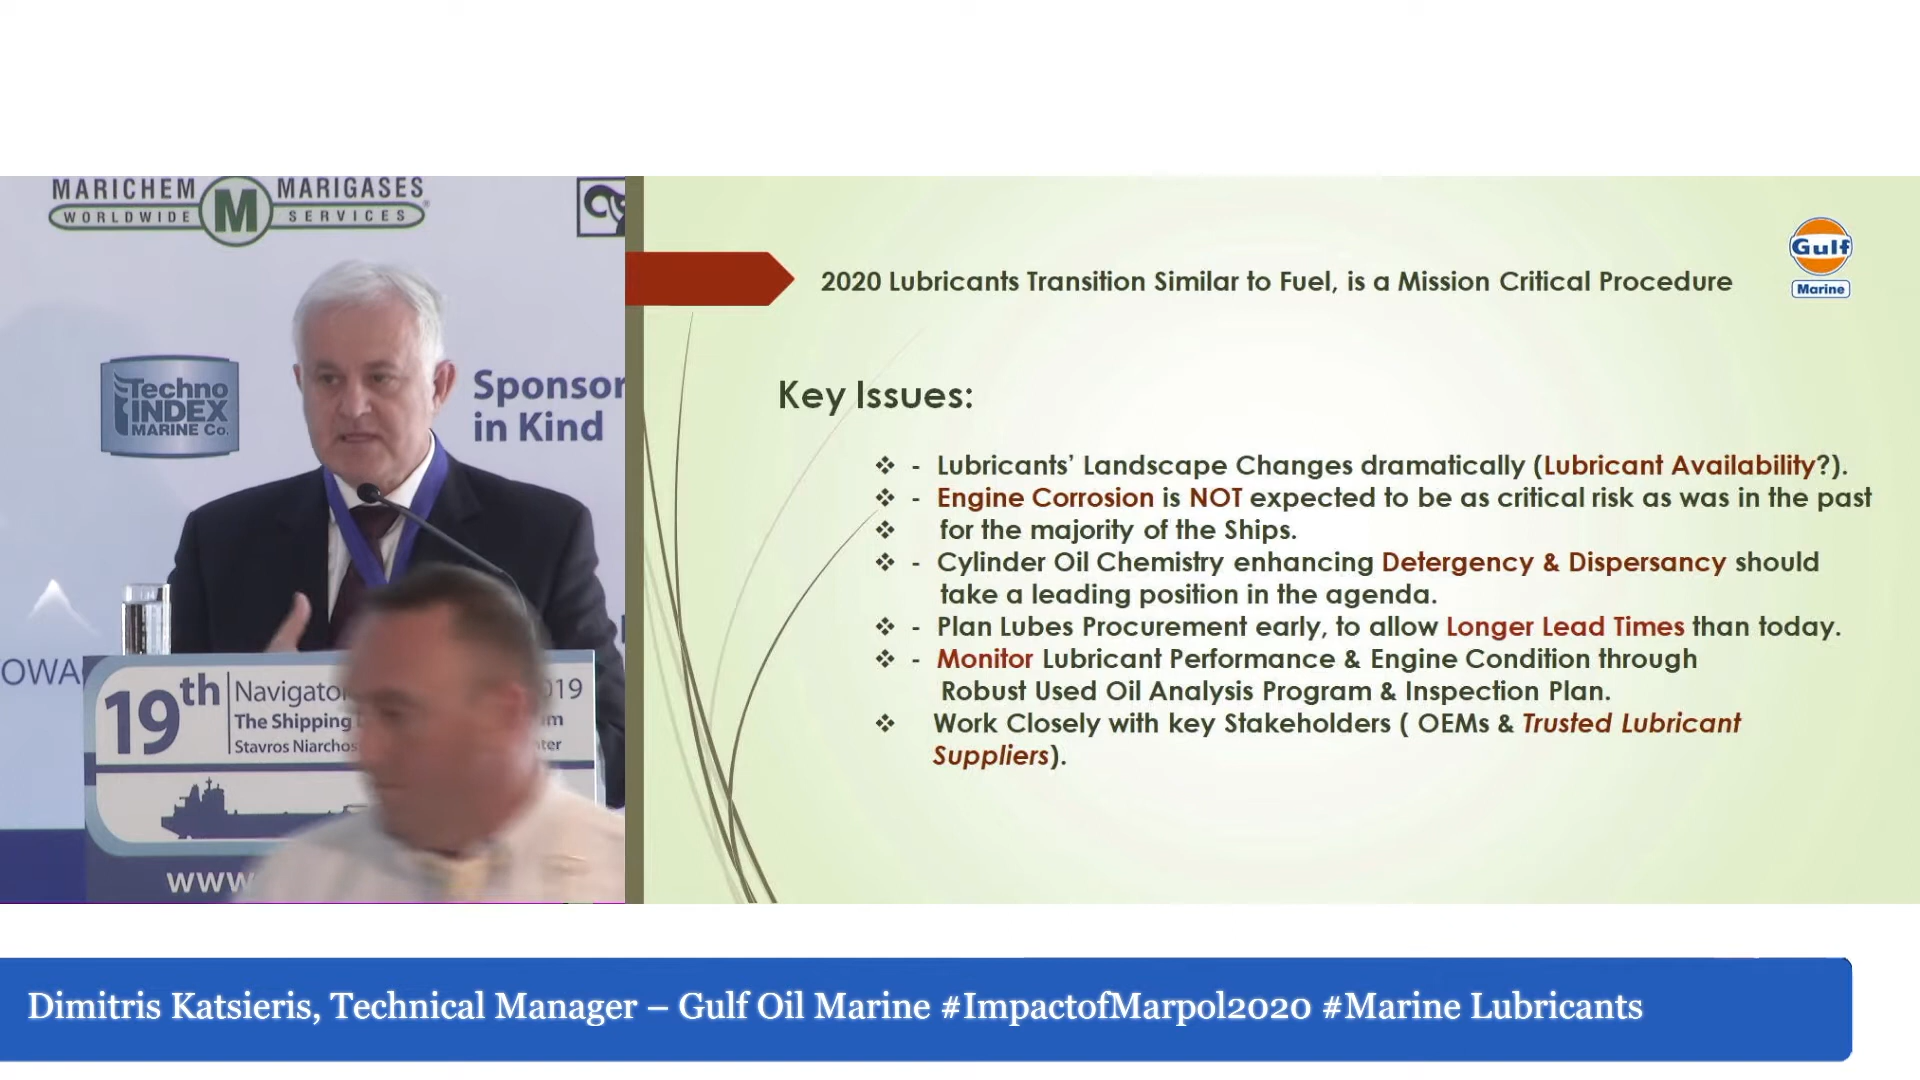 MARICHEM MARIGASES
WORLDWIDE M SERVICES
Techno
INDEX
MARINE Co.
Sponsor
in Kind
OWA
19th
Navigato 019
The Shipping
Stavros Niarchos
www
Gulf
Marine
2020 Lubricants Transition Similar to Fuel, is a Mission Critical Procedure
Key Issues:
❖ - Lubricants’ Landscape Changes dramatically (Lubricant Availability?).
❖ - Engine Corrosion is NOT expected to be as critical risk as was in the past
❖ for the majority of the Ships.
❖ - Cylinder Oil Chemistry enhancing Detergency & Dispersancy should
take a leading position in the agenda.
❖ - Plan Lubes Procurement early, to allow Longer Lead Times than today.
❖ - Monitor Lubricant Performance & Engine Condition through
Robust Used Oil Analysis Program & Inspection Plan.
❖ Work Closely with key Stakeholders ( OEMs & Trusted Lubricant
Suppliers).
Dimitris Katsieris, Technical Manager – Gulf Oil Marine #ImpactofMarpol2020 #Marine Lubricants